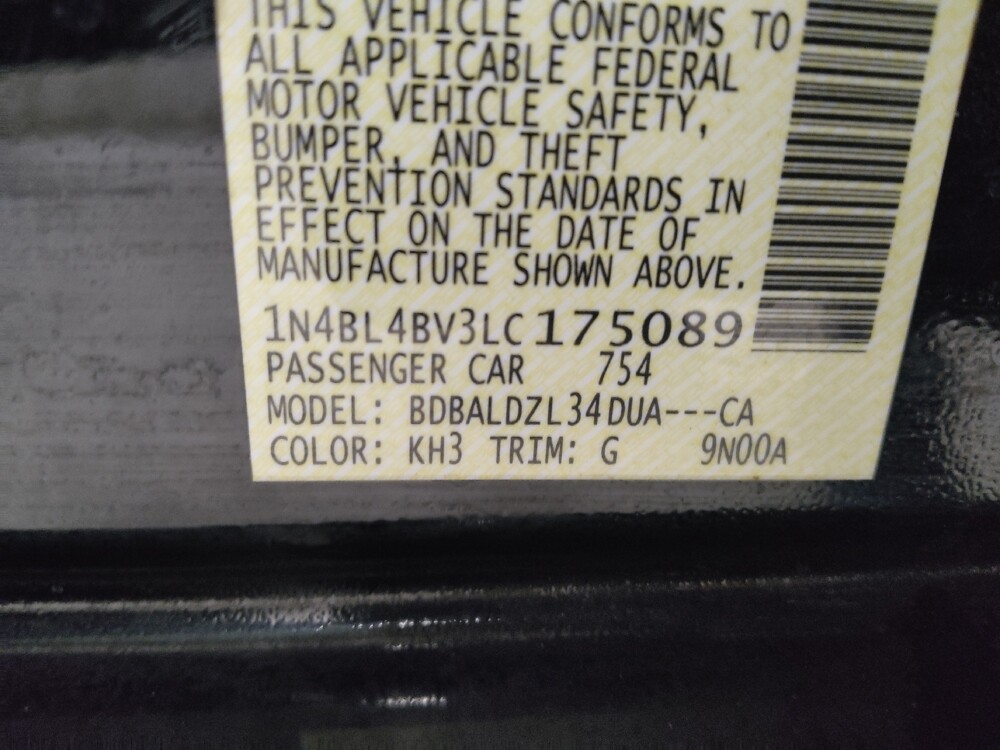 THIS VEHICLE CONFORMS TO
ALL APPLICABLE FEDERAL
MOTOR VEHICLE SAFETY,
BUMPER, AND THEFT
PREVENTION STANDARDS IN
EFFECT ON THE DATE OF
MANUFACTURE SHOWN ABOVE.
1N4BL4BV3LC175089
PASSENGER CAR 754
MODEL: BDBALDZL34DUA---CA
COLOR: KH3 TRIM: G 9N00A